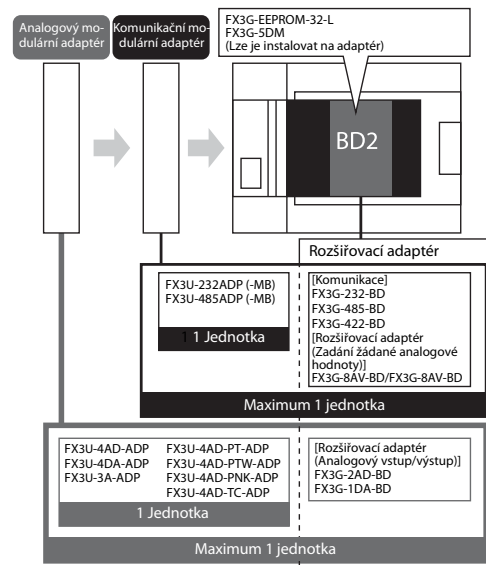 Analogový mo-
dulární adaptér
Komunikační mo-
dulární adaptér
FX3G-EEPROM-32-L
FX3G-5DM
(Lze je instalovat na adaptér)
BD2
Rozšiřovací adaptér
FX3U-232ADP (-MB)
FX3U-485ADP (-MB)
1 1 Jednotka
[Komunikace]
FX3G-232-BD
FX3G-485-BD
FX3G-422-BD
[Rozšiřovací adaptér
(Zadání žádané analogové
hodnoty)]
FX3G-8AV-BD/FX3G-8AV-BD
Maximum 1 jednotka
FX3U-4AD-ADP
FX3U-4DA-ADP
FX3U-3A-ADP
FX3U-4AD-PT-ADP
FX3U-4AD-PTW-ADP
FX3U-4AD-PNK-ADP
FX3U-4AD-TC-ADP
1 Jednotka
[Rozšiřovací adaptér
(Analogový vstup/výstup)]
FX3G-2AD-BD
FX3G-1DA-BD
Maximum 1 jednotka